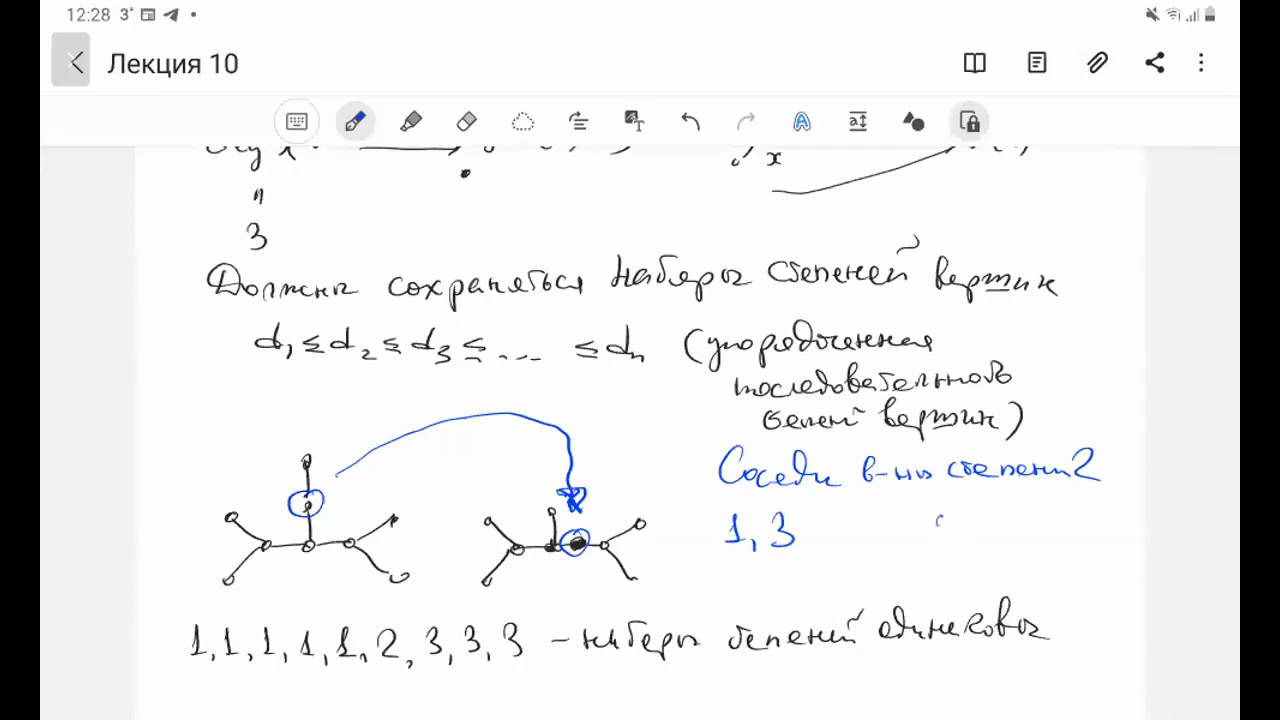 12:28 3°
Лекция 10
x
x
3
Должны сохраняться наборы степеней вершин
d₁ ≤ d₂ ≤ d₃ ≤ .... ≤ dₙ (упорядоченная
последовательность
степеней вершин)
Соседи в-ны степени 2
1, 3
1, 1, 1, 1, 1, 2, 3, 3, 3 – наборы степеней одинаковы